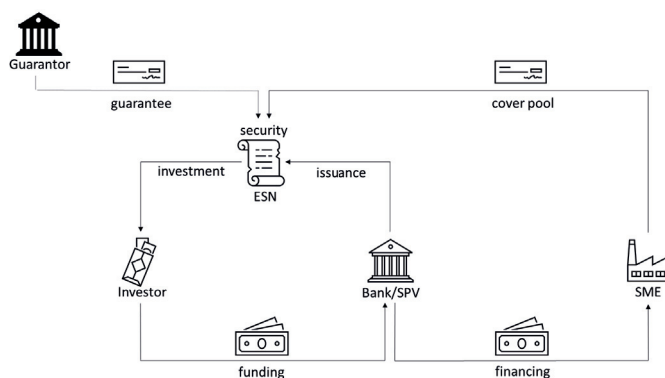 Guarantor
guarantee
cover pool
security
investment
issuance
ESN
Investor
Bank/SPV
SME
funding
financing